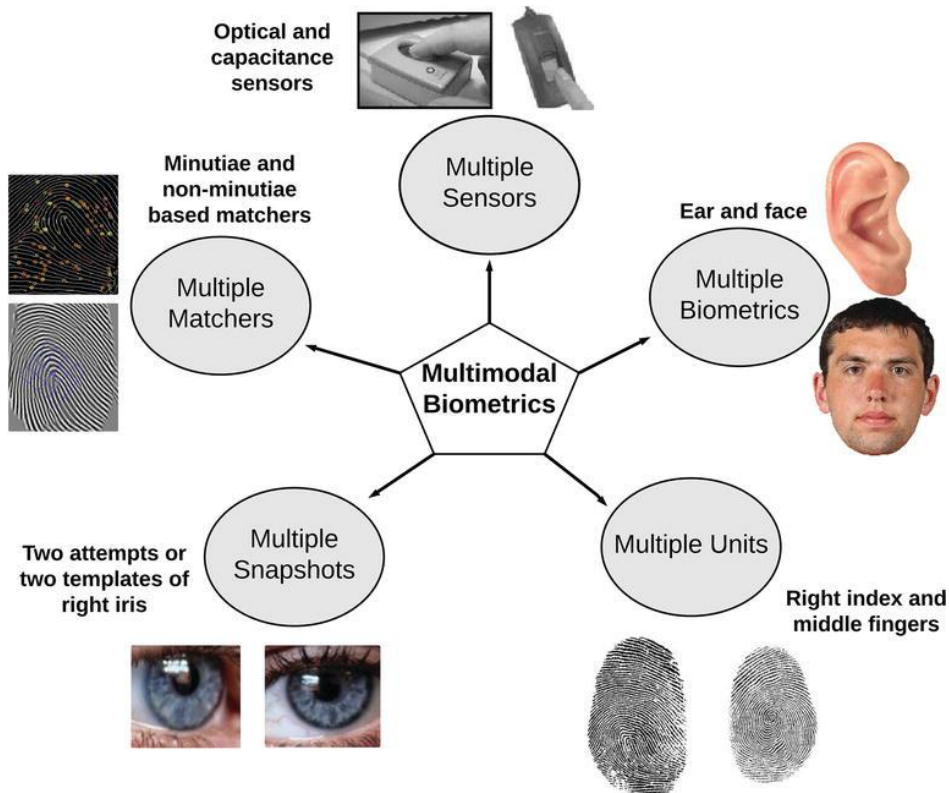 Optical and
capacitance
sensors
Multiple
Sensors
Minutiae and
non-minutiae
based matchers
Multiple
Matchers
Ear and face
Multiple
Biometrics
Multimodal
Biometrics
Two attempts or
two templates of
right iris
Multiple
Snapshots
Multiple Units
Right index and
middle fingers